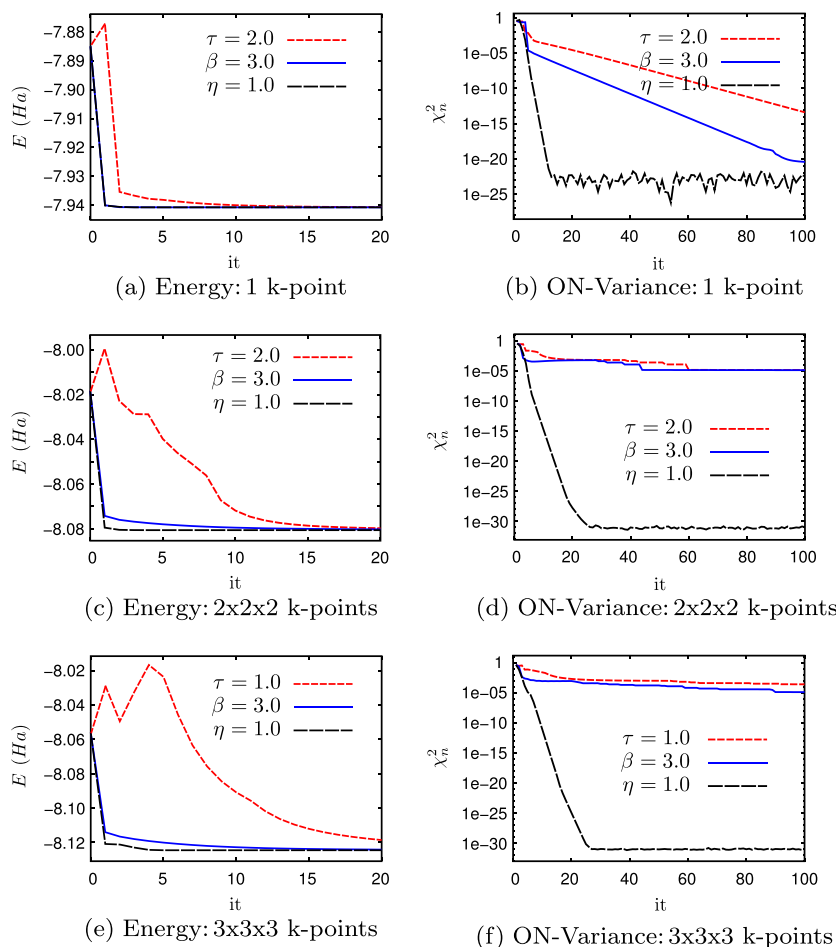 −7.88
−7.89
−7.90
−7.91
−7.92
−7.93
−7.94
E (Ha)
τ = 2.0
β = 3.0
η = 1.0
0 5 10 15 20
it
(a) Energy: 1 k-point
1
1e-05
1e-10
1e-15
1e-20
1e-25
χ²ₙ
τ = 2.0
β = 3.0
η = 1.0
0 20 40 60 80 100
it
(b) ON-Variance: 1 k-point
−8.00
−8.02
−8.04
−8.06
−8.08
E (Ha)
τ = 2.0
β = 3.0
η = 1.0
0 5 10 15 20
it
(c) Energy: 2x2x2 k-points
1
1e-05
1e-10
1e-15
1e-20
1e-25
1e-30
χ²ₙ
τ = 2.0
β = 3.0
η = 1.0
0 20 40 60 80 100
it
(d) ON-Variance: 2x2x2 k-points
−8.02
−8.04
−8.06
−8.08
−8.10
−8.12
E (Ha)
τ = 1.0
β = 3.0
η = 1.0
0 5 10 15 20
it
(e) Energy: 3x3x3 k-points
1
1e-05
1e-10
1e-15
1e-20
1e-25
1e-30
χ²ₙ
τ = 1.0
β = 3.0
η = 1.0
0 20 40 60 80 100
it
(f) ON-Variance: 3x3x3 k-points